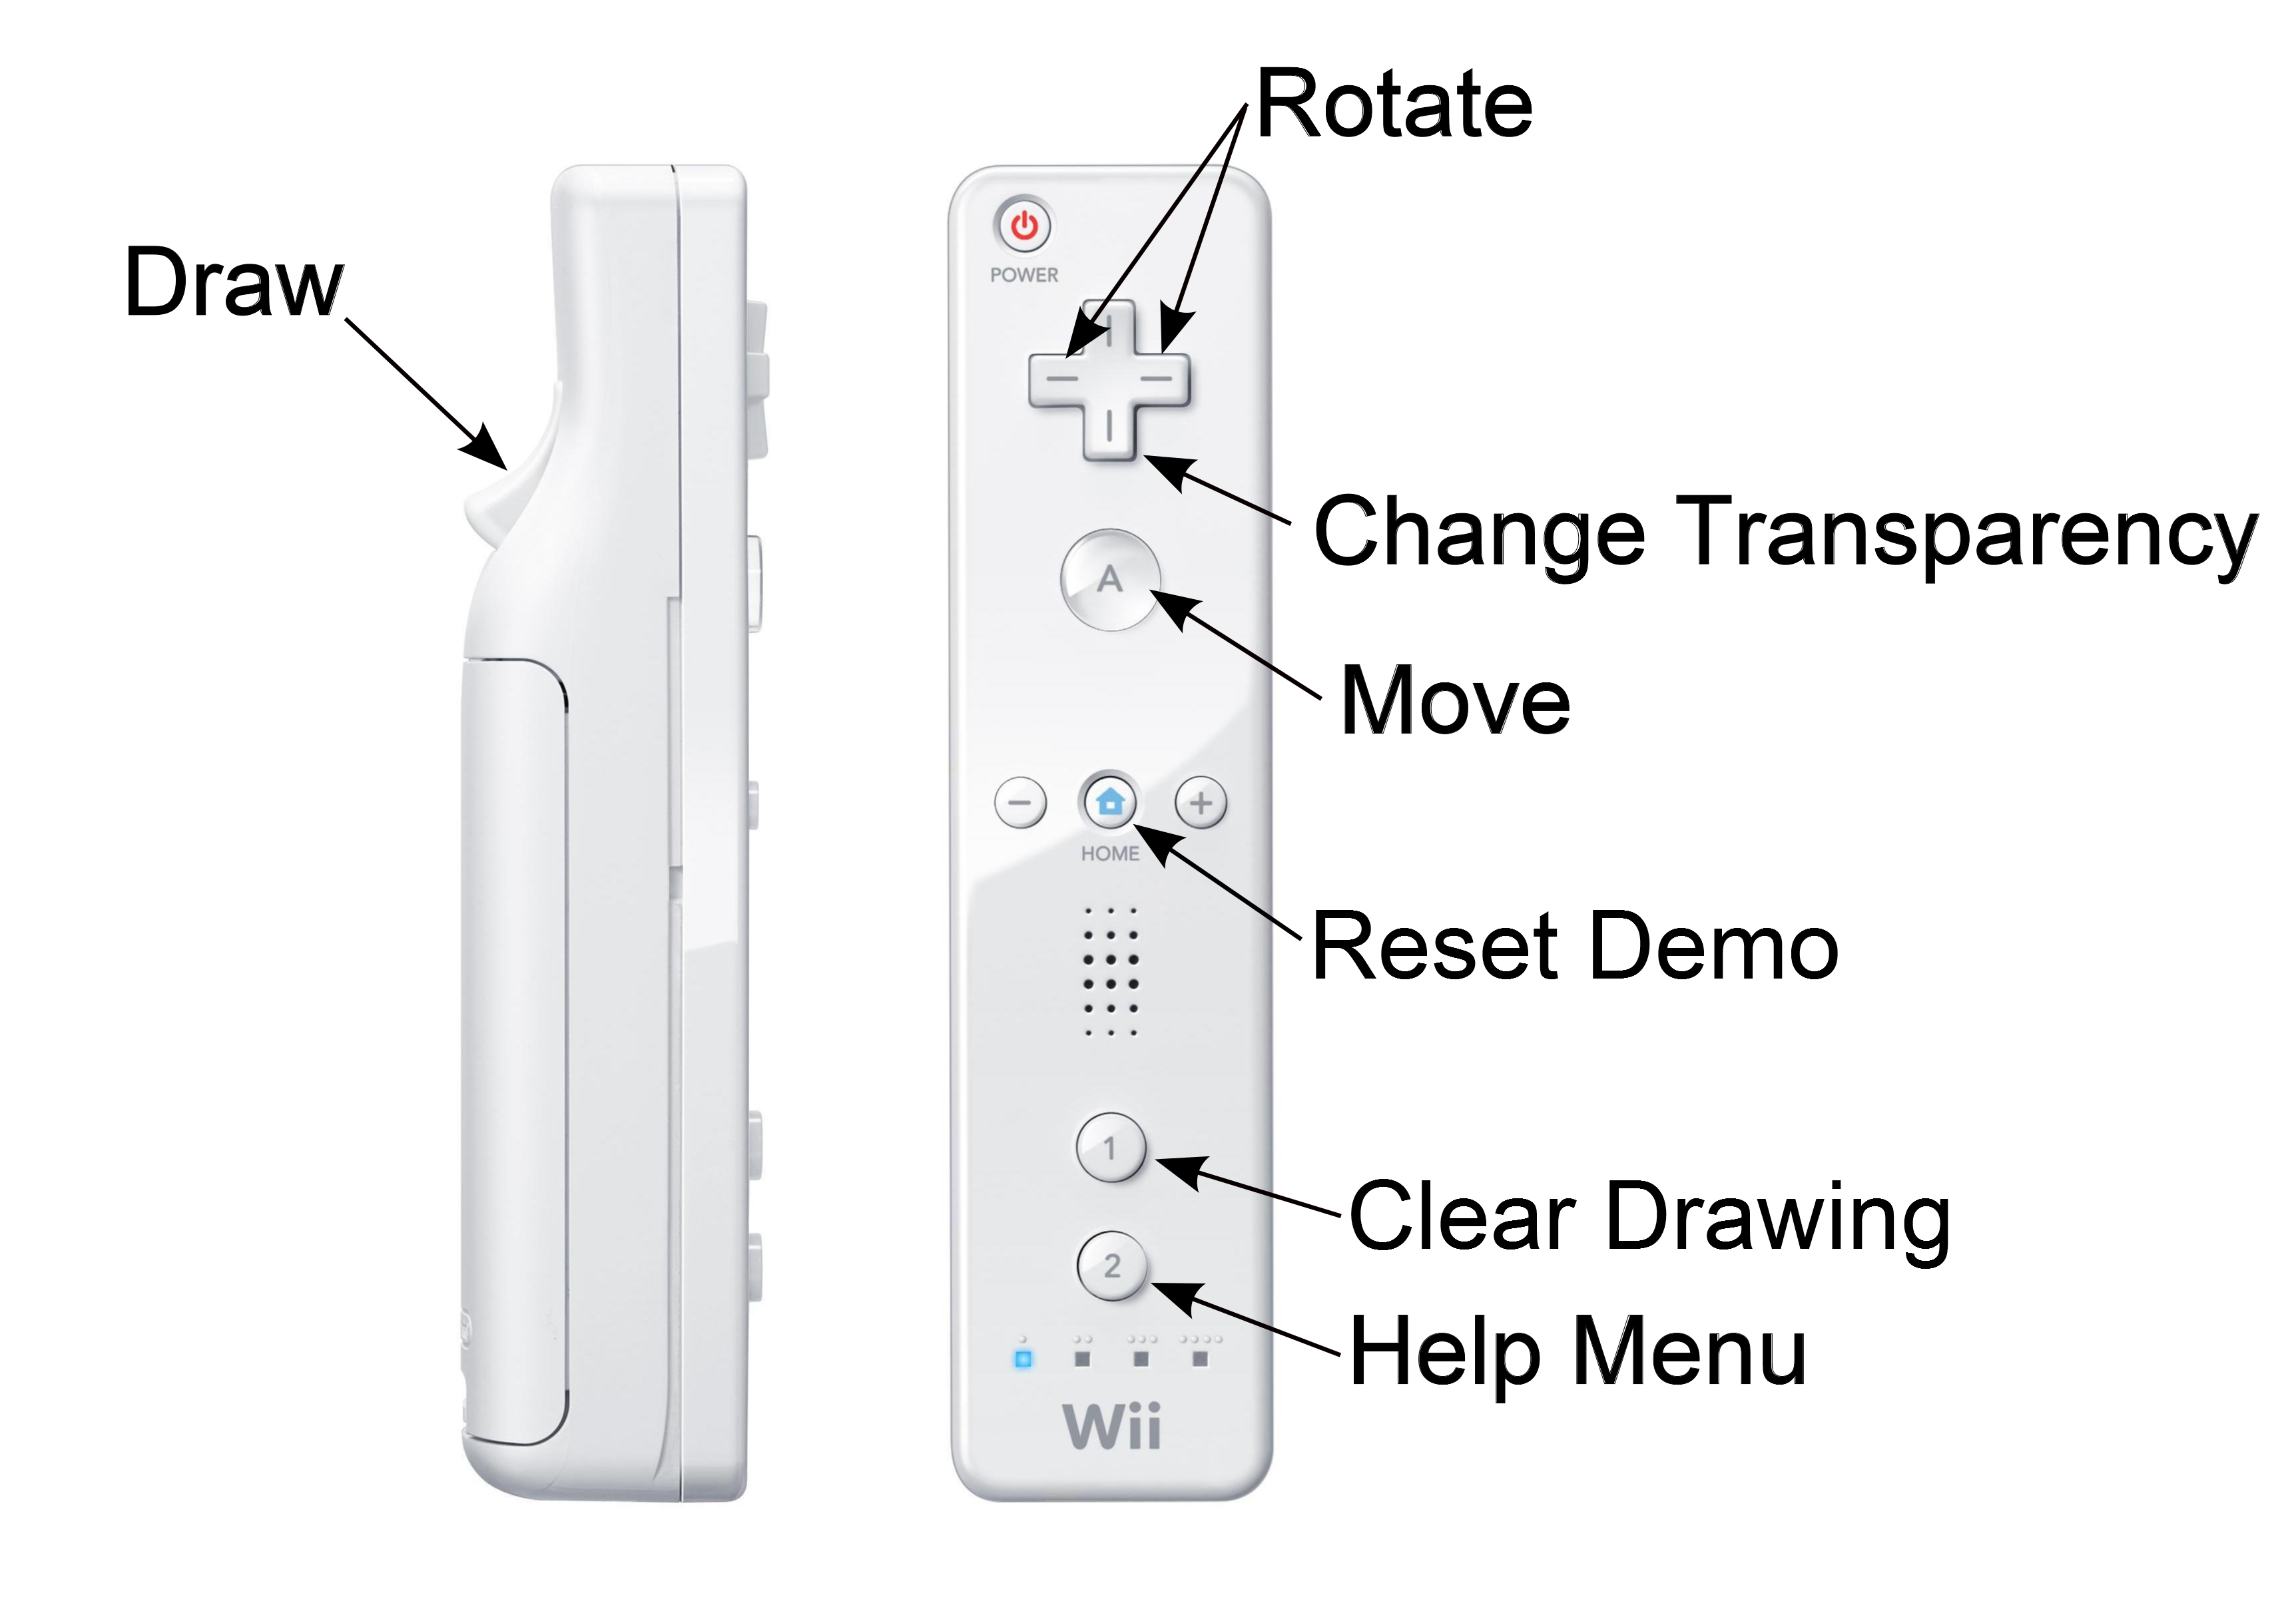 Rotate
Draw
POWER
Change Transparency
A
Move
HOME
Reset Demo
1
Clear Drawing
2
Help Menu
Wii